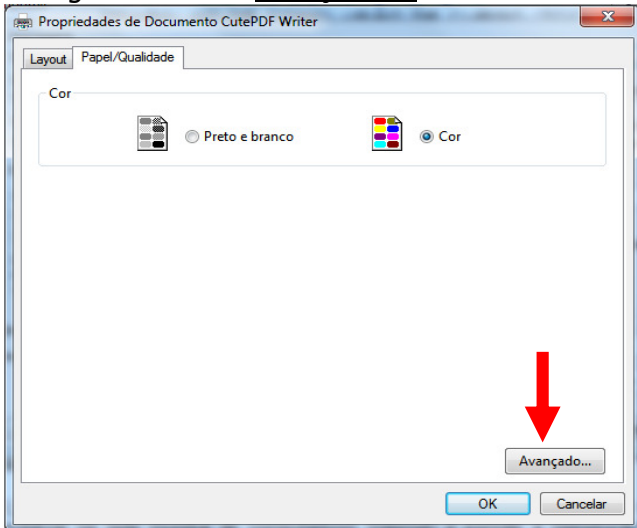 Propriedades de Documento CutePDF Writer
Layout Papel/Qualidade
Cor
Preto e branco Cor
Avançado...
OK Cancelar